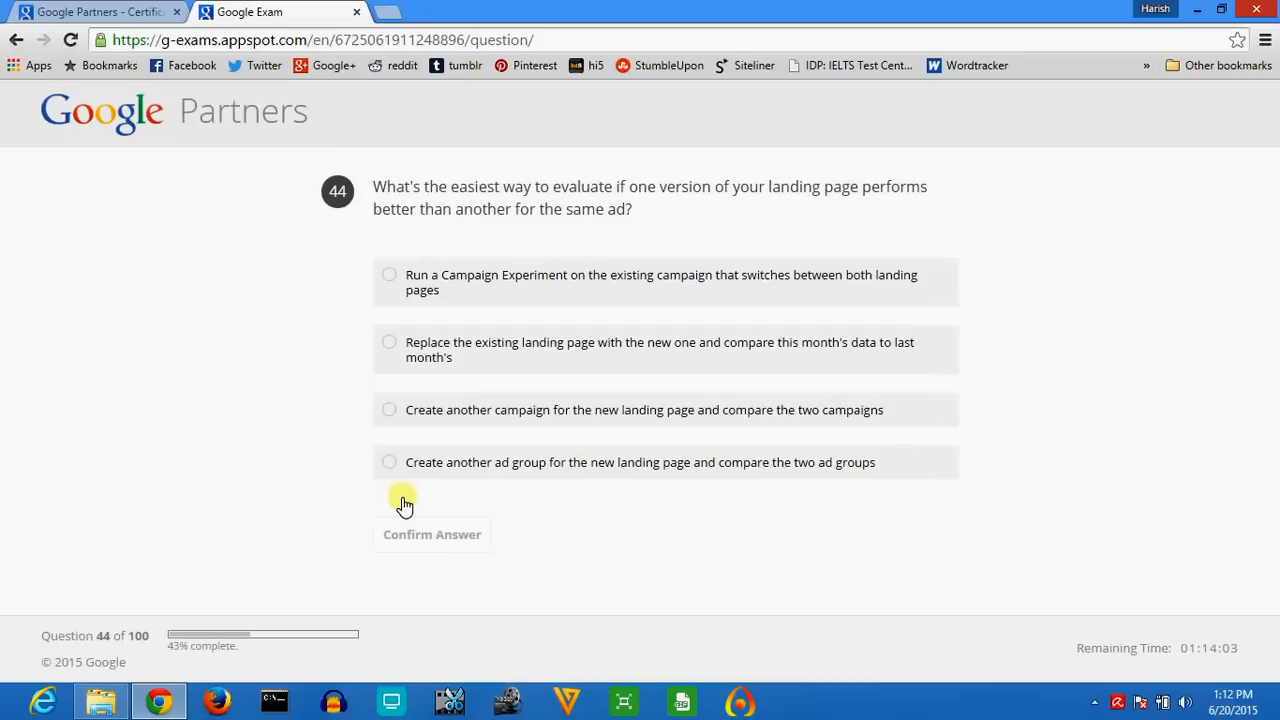 Google Partners - Certific
Google Exam
Harish
https://g-exams.appspot.com/en/6725061911248896/question/
Apps
Bookmarks
Facebook
Twitter
Google+
reddit
tumblr
Pinterest
hi5
StumbleUpon
Siteliner
IDP: IELTS Test Cent...
Wordtracker
»
Other bookmarks
Google Partners
44
What's the easiest way to evaluate if one version of your landing page performs
better than another for the same ad?
Run a Campaign Experiment on the existing campaign that switches between both landing
pages
Replace the existing landing page with the new one and compare this month's data to last
month's
Create another campaign for the new landing page and compare the two campaigns
Create another ad group for the new landing page and compare the two ad groups
Confirm Answer
Question 44 of 100
43% complete.
© 2015 Google
Remaining Time: 01:14:03
1:12 PM
6/20/2015